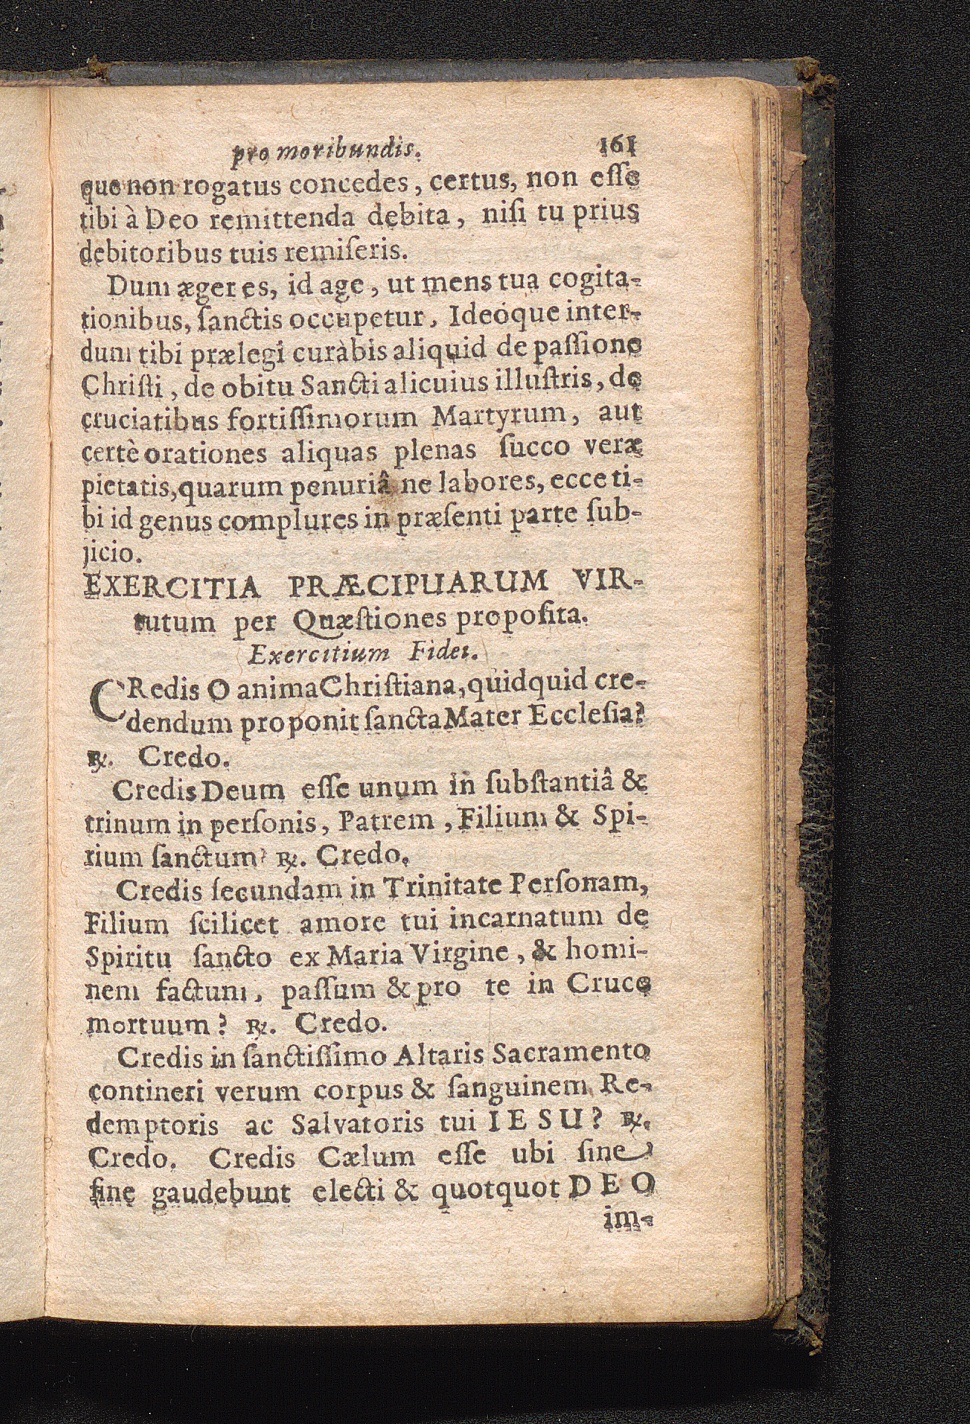 pro moribundis. 161
que non rogatus concedes, certus, non esse
tibi à Deo remittenda debita, nisi tu prius
debitoribus tuis remiseris.
Dum æger es, id age, ut mens tua cogita-
tionibus, sanctis occupetur. Ideóque inter-
dum tibi prælegi curàbis aliquid de passione
Christi, de obitu Sancti alicuius illustris, de
cruciatibus fortissimorum Martyrum, aut
certè orationes aliquas plenas succo veræ
pietatis, quarum penuriâ ne labores, ecce ti-
bi id genus complures in præsenti parte sub-
jicio.
EXERCITIA PRÆCIPUARUM VIR-
tutum per Quæstiones proposita.
Exercitium Fidei.
CRedis O anima Christiana, quidquid cre-
dendum proponit sancta Mater Ecclesia?
℟. Credo.
Credis Deum esse unum in substantiâ &
trinum in personis, Patrem, Filium & Spi-
rium sanctum? ℟. Credo.
Credis secundam in Trinitate Personam,
Filium scilicet amore tui incarnatum de
Spiritu sancto ex Maria Virgine, & homi-
nem factum, passum & pro te in Cruce
mortuum? ℟. Credo.
Credis in sanctissimo Altaris Sacramento
contineri verum corpus & sanguinem Re-
demptoris ac Salvatoris tui IESU? ℟.
Credo. Credis Cælum esse ubi sine
fine gaudebunt electi & quotquot DEO
im-